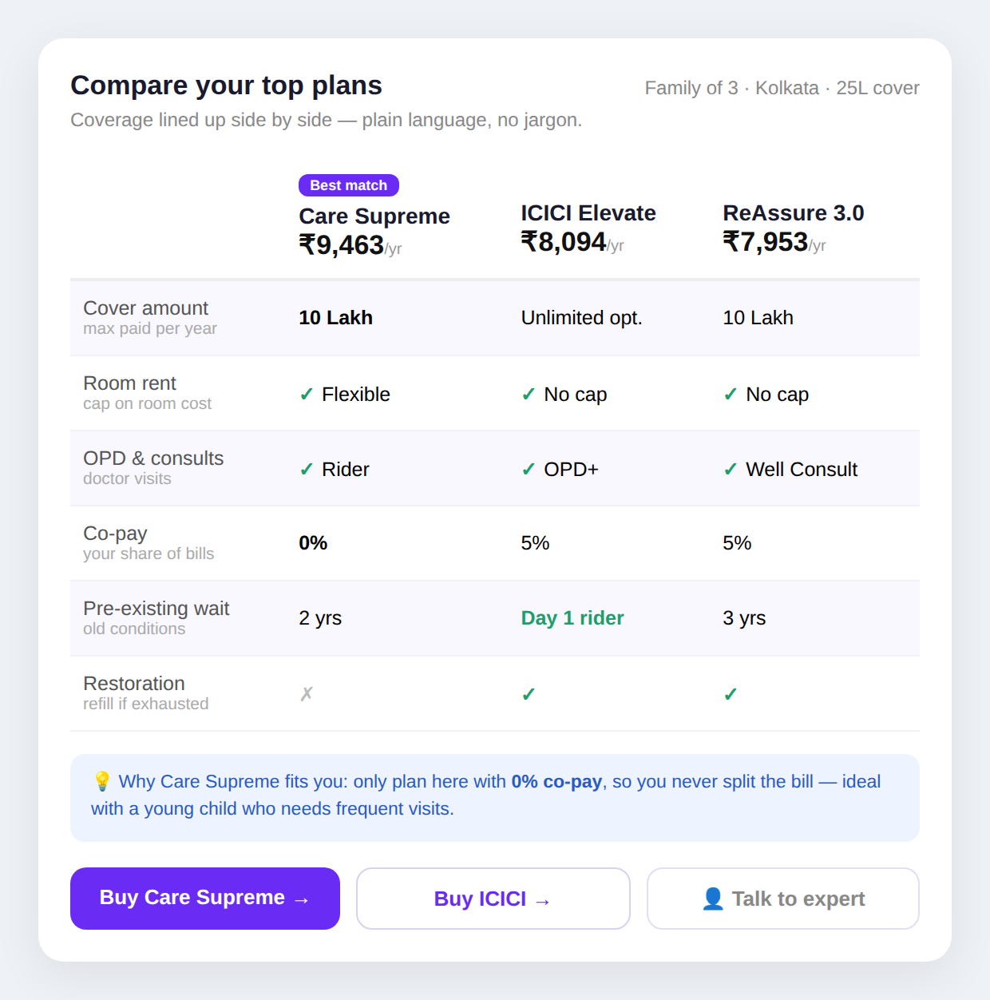 Compare your top plans
Family of 3 · Kolkata · 25L cover
Coverage lined up side by side — plain language, no jargon.
Best match
Care Supreme
₹9,463/yr
ICICI Elevate
₹8,094/yr
ReAssure 3.0
₹7,953/yr
Cover amount
max paid per year
10 Lakh
Unlimited opt.
10 Lakh
Room rent
cap on room cost
✓ Flexible
✓ No cap
✓ No cap
OPD & consults
doctor visits
✓ Rider
✓ OPD+
✓ Well Consult
Co-pay
your share of bills
0%
5%
5%
Pre-existing wait
old conditions
2 yrs
Day 1 rider
3 yrs
Restoration
refill if exhausted
✗
✓
✓
💡 Why Care Supreme fits you: only plan here with 0% co-pay, so you never split the bill — ideal
with a young child who needs frequent visits.
Buy Care Supreme →
Buy ICICI →
👤 Talk to expert